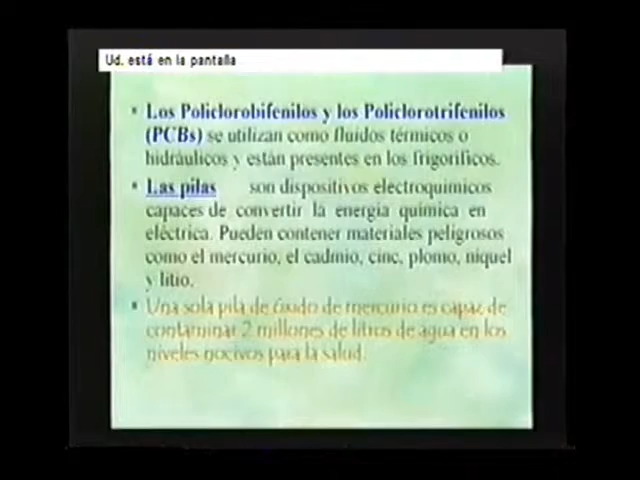 Ud. está en la pantalla
• Los Policlorobifenilos y los Policlorotrifenilos
(PCBs) se utilizan como fluidos térmicos o
hidráulicos y están presentes en los frigoríficos.
• Las pilas son dispositivos electroquímicos
capaces de convertir la energía química en
eléctrica. Pueden contener materiales peligrosos
como el mercurio, el cadmio, cinc, plomo, níquel
y litio.
• Una sola pila de óxido de mercurio es capaz de
contaminar 2 millones de litros de agua en los
niveles nocivos para la salud.